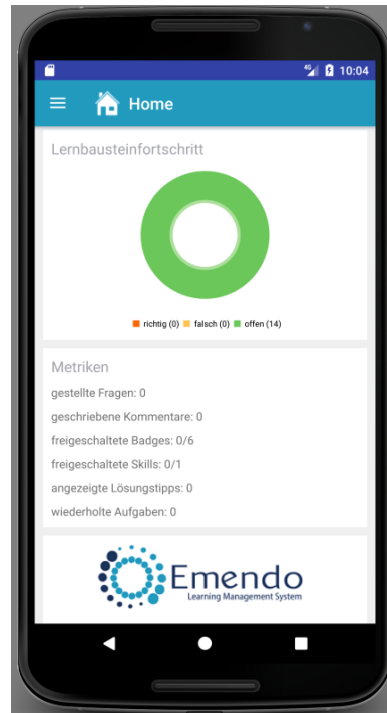 4G 10:04
Home
Lernbausteinfortschritt
richtig (0) falsch (0) offen (14)
Metriken
gestellte Fragen: 0
geschriebene Kommentare: 0
freigeschaltete Badges: 0/6
freigeschaltete Skills: 0/1
angezeigte Lösungstipps: 0
wiederholte Aufgaben: 0
Emendo
Learning Management System